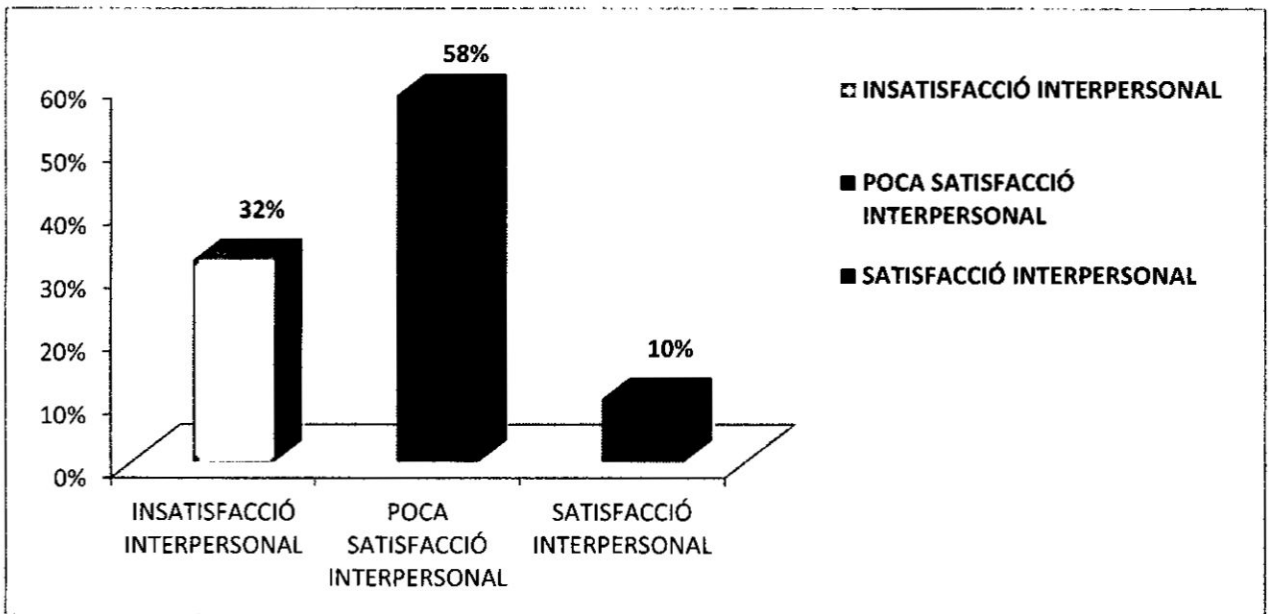 58%
60%
50%
40%
30%
20%
10%
0%
32%
10%
INSATISFACCIÓ
INTERPERSONAL
POCA
SATISFACCIÓ
INTERPERSONAL
SATISFACCIÓ
INTERPERSONAL
INSATISFACCIÓ INTERPERSONAL
POCA SATISFACCIÓ
INTERPERSONAL
SATISFACCIÓ INTERPERSONAL